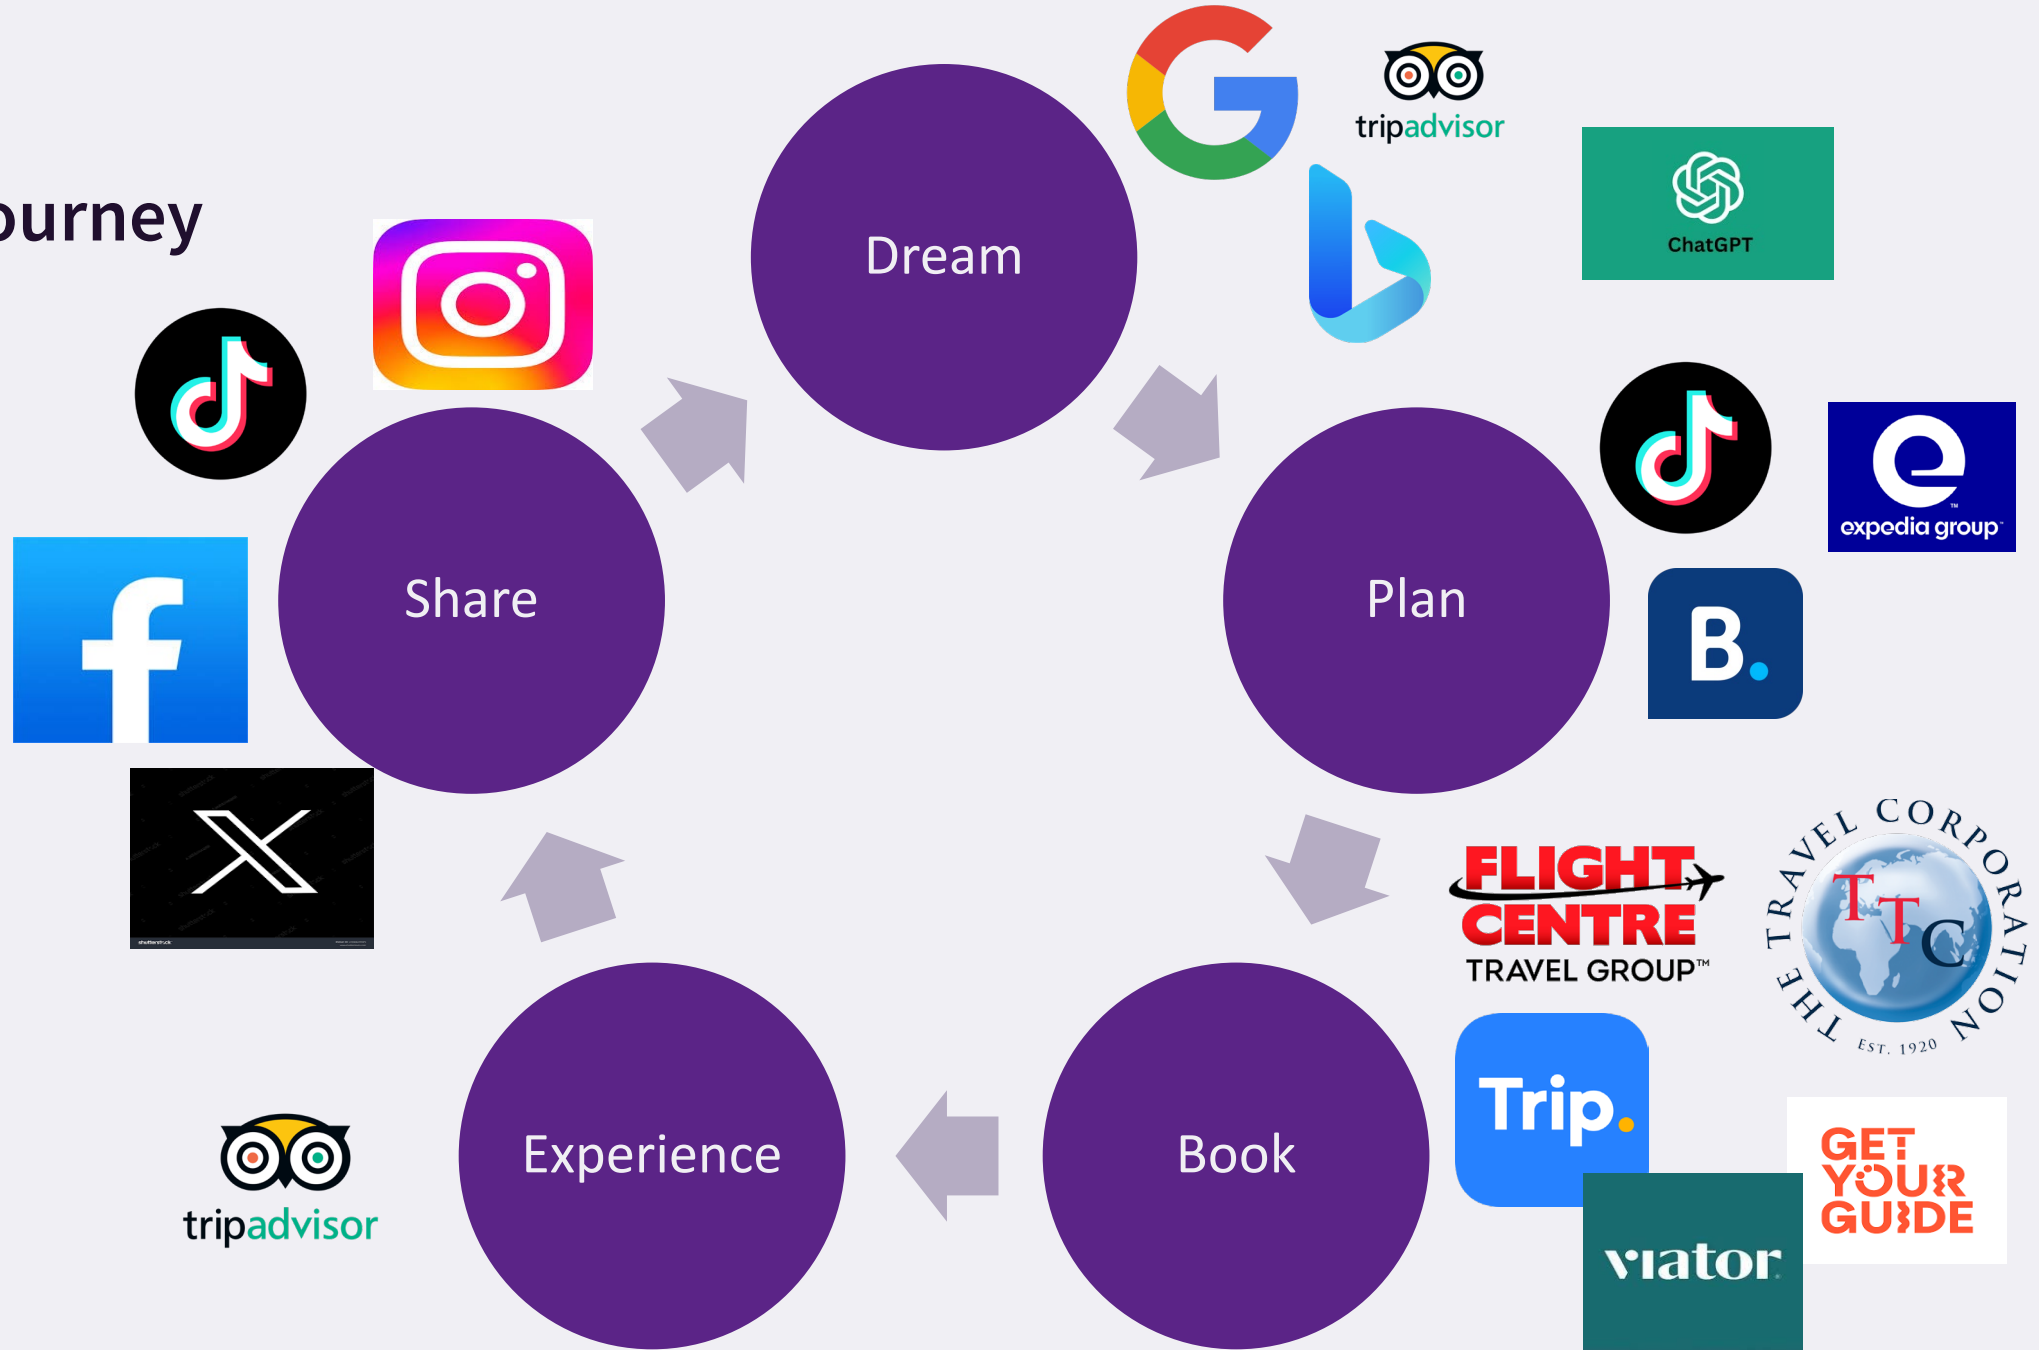 ourney
Dream
tripadvisor
ChatGPT
Plan
expedia group
B.
FLIGHT
CENTRE
TRAVEL GROUP™
THE TRAVEL CORPORATION
TTC
EST. 1920
Trip.
GET
YOUR
GUIDE
viator
Book
Experience
tripadvisor
Share
shutterstock